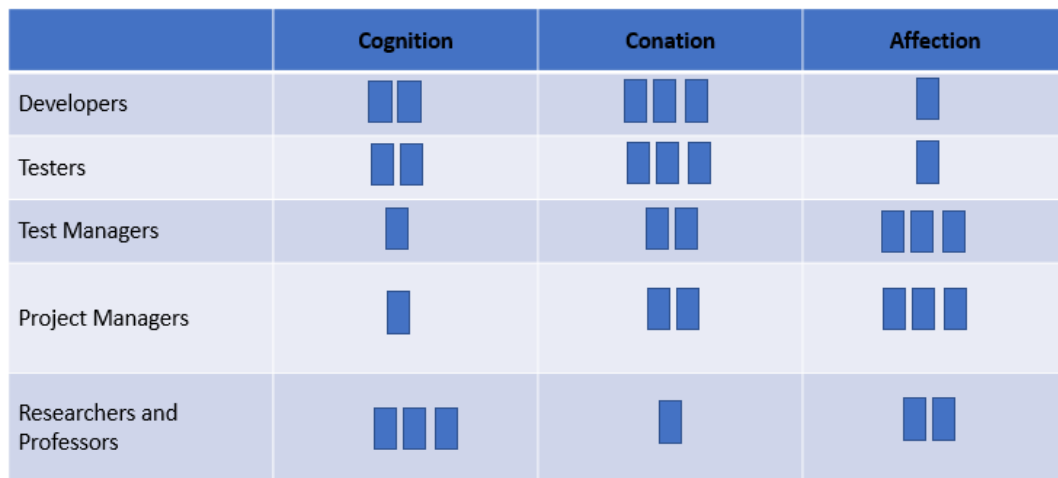 Cognition Conation Affection
Developers
Testers
Test Managers
Project Managers
Researchers and
Professors